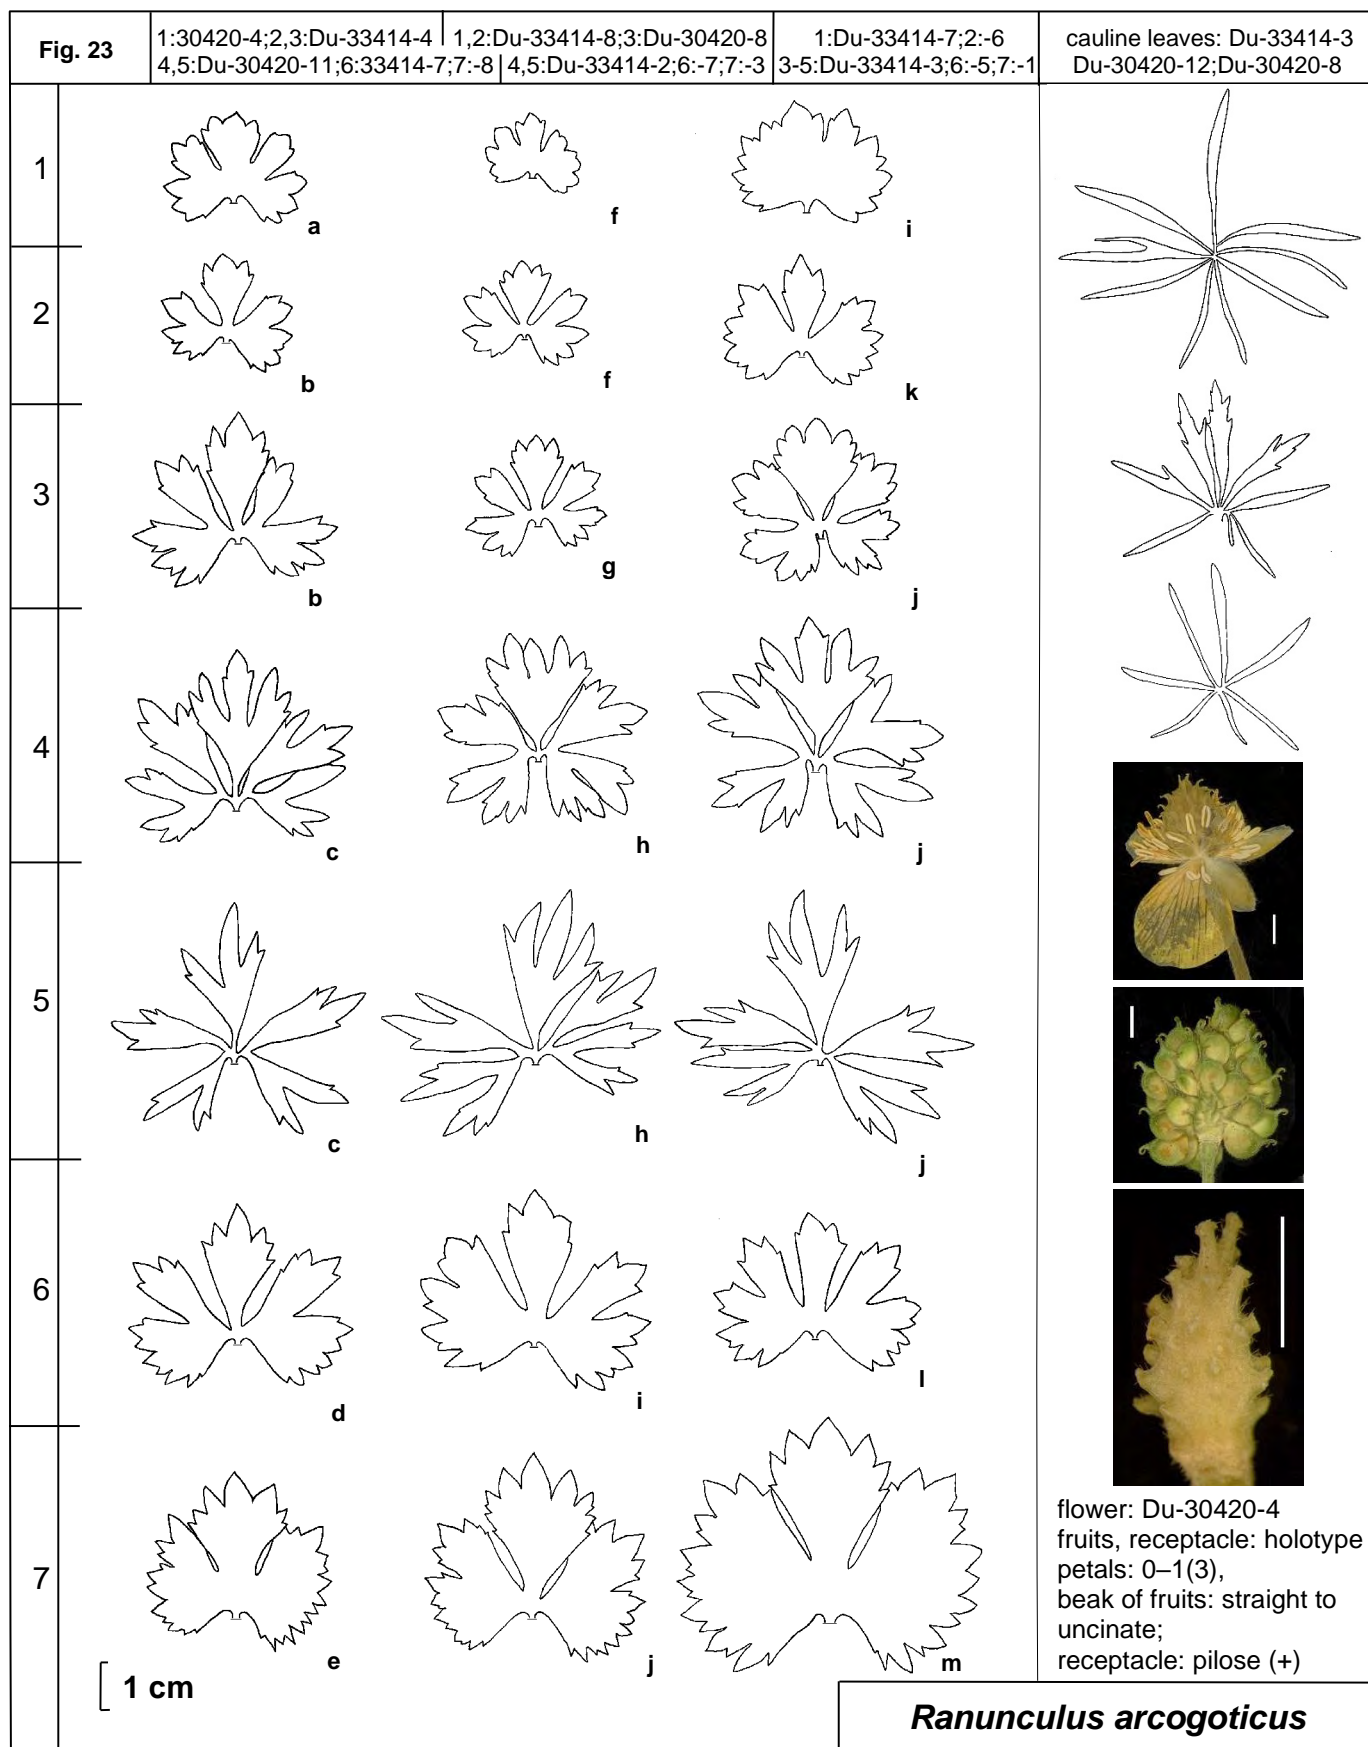 Fig. 23
1:30420-4;2,3:Du-33414-4
4,5:Du-30420-11;6:33414-7;7:-8
1,2:Du-33414-8;3:Du-30420-8
4,5:Du-33414-2;6:-7;7:-3
1:Du-33414-7;2:-6
3-5:Du-33414-3;6:-5;7:-1
cauline leaves: Du-33414-3
Du-30420-12;Du-30420-8
1
a
f
i
2
b
f
k
3
b
g
j
4
c
h
j
5
c
h
j
6
d
i
l
7
e
j
m
1 cm
flower: Du-30420-4
fruits, receptacle: holotype
petals: 0–1(3),
beak of fruits: straight to
uncinate;
receptacle: pilose (+)
Ranunculus arcogoticus